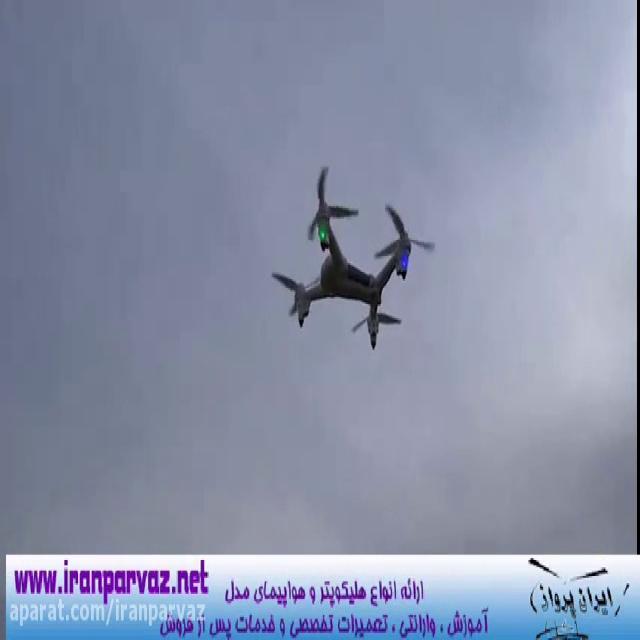 www.iranparvaz.net
ارائه انواع هلیکوپتر و هواپیمای مدل
ایران پرواز
aparat.com/iranparvaz
آموزش ، وارانتی ، تعمیرات تخصصی و خدمات پس از فروش